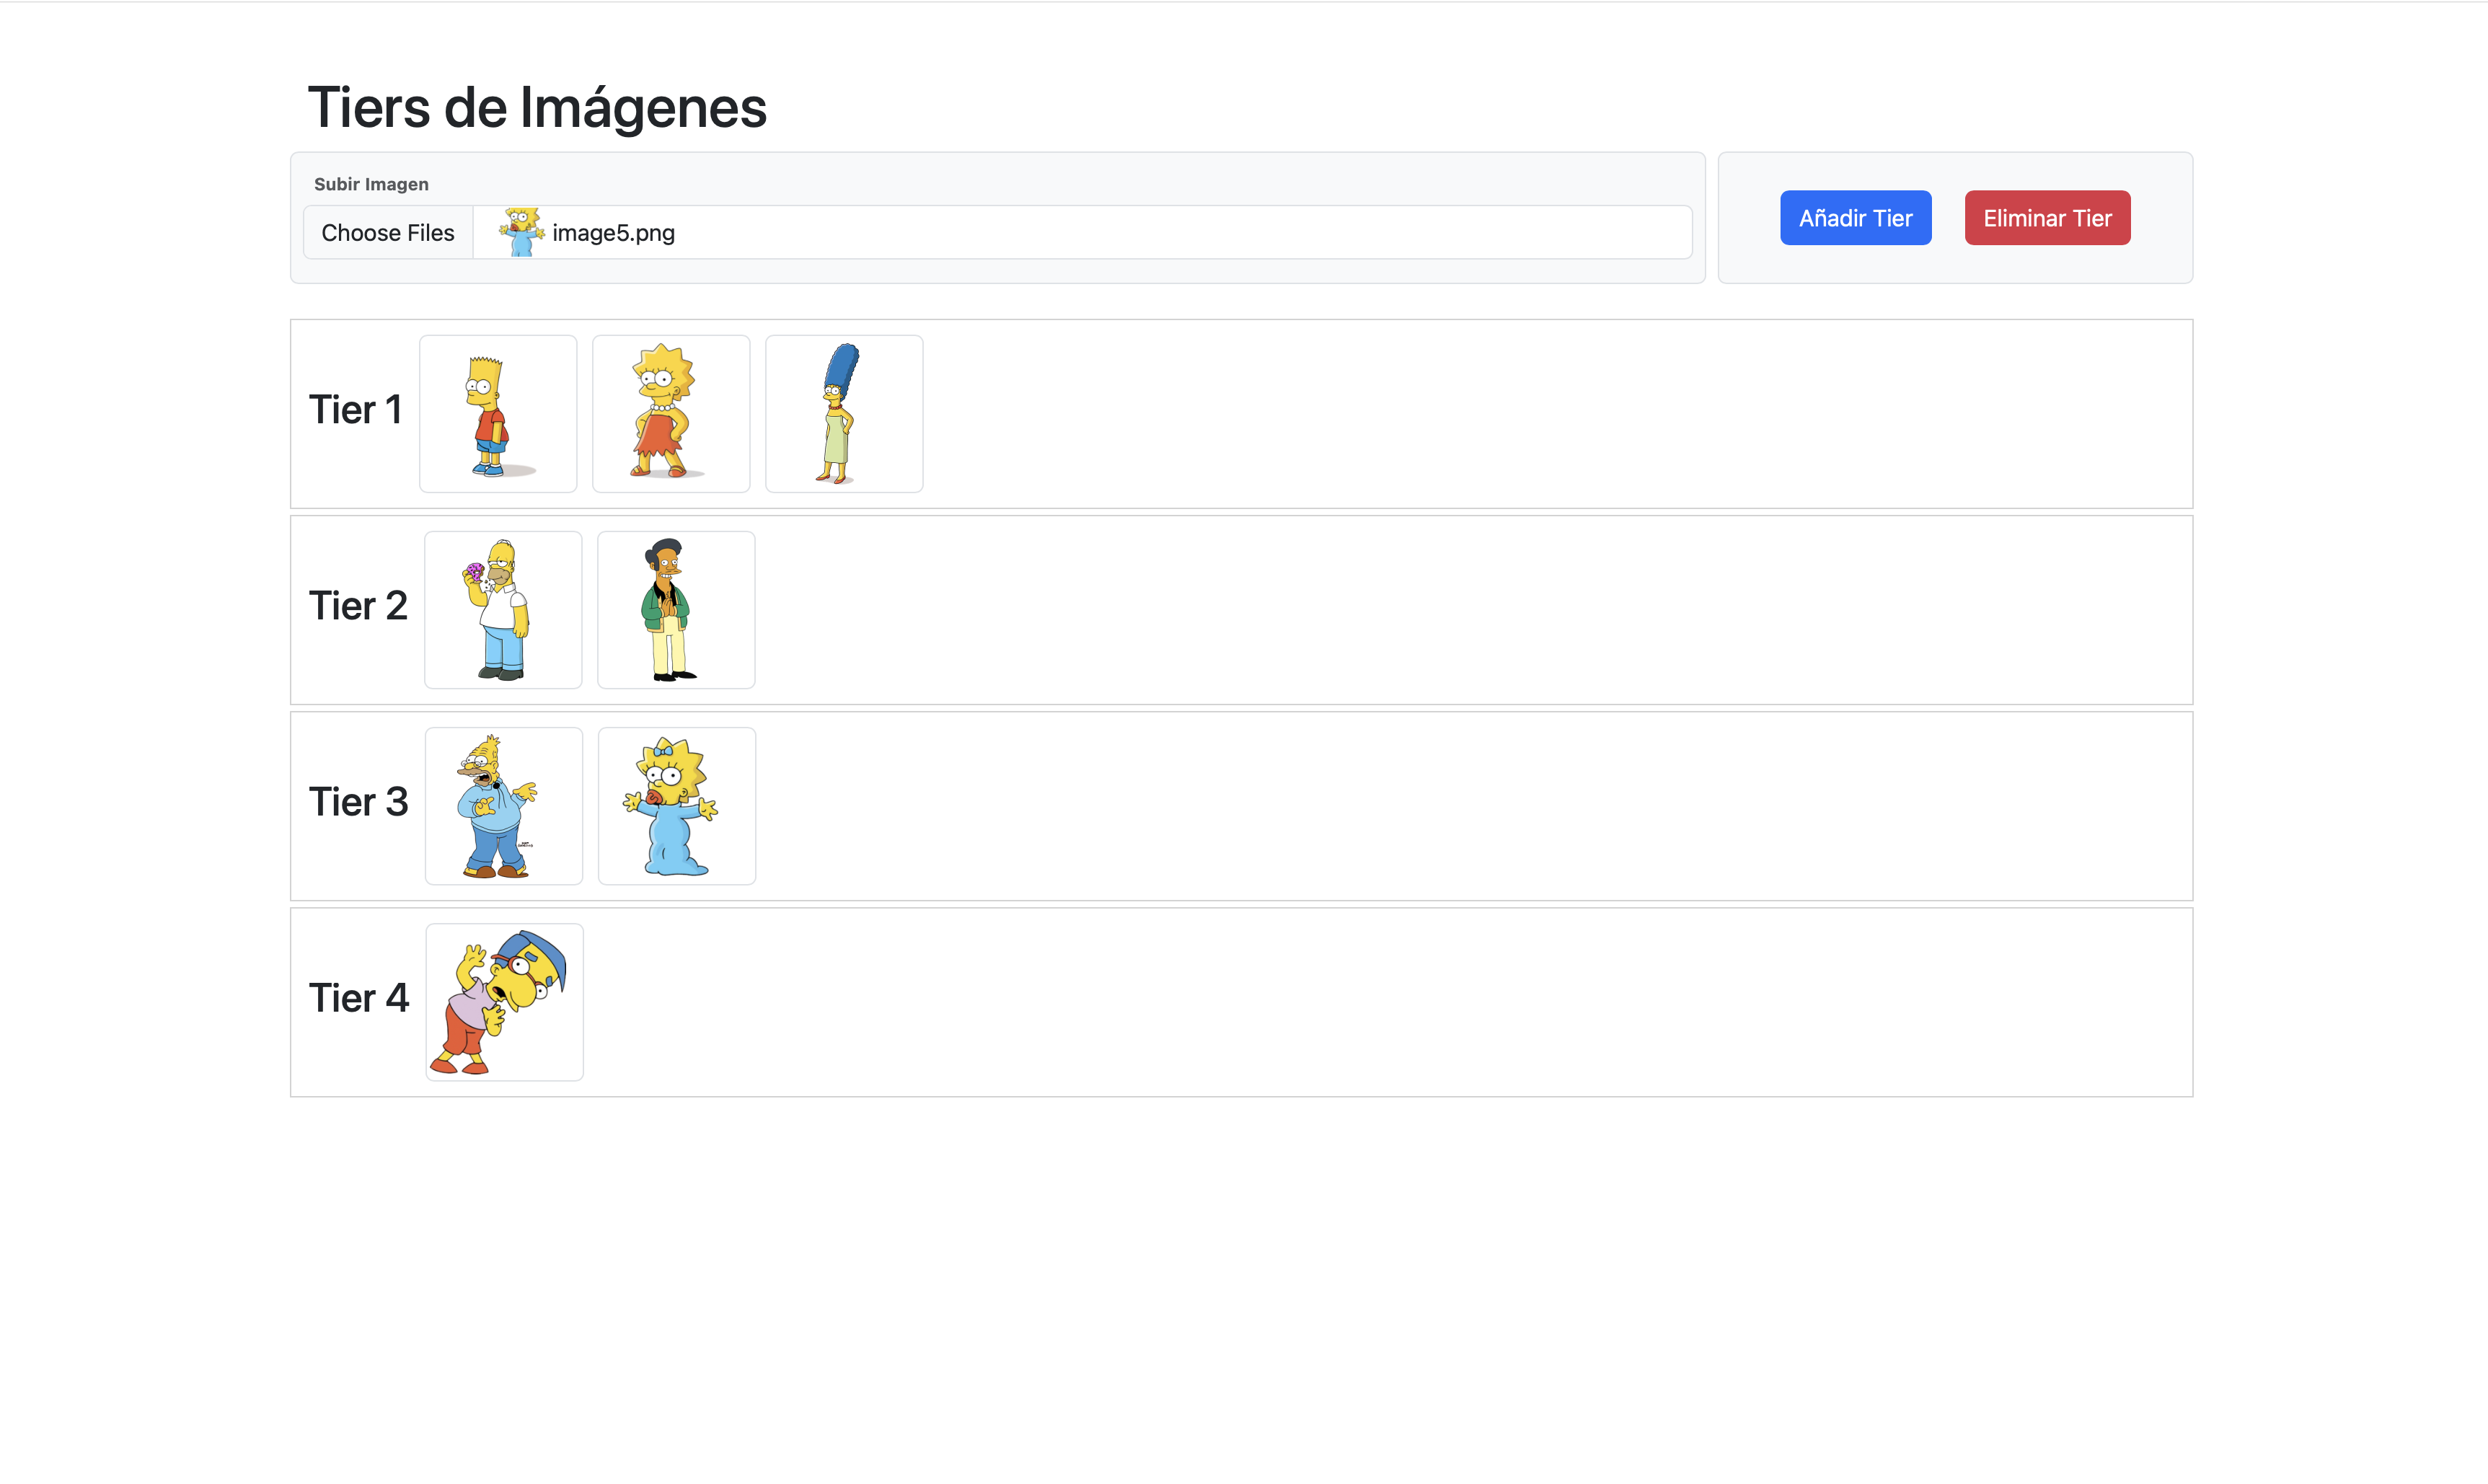 Tiers de Imágenes
Subir Imagen
Choose Files image5.png
Añadir Tier Eliminar Tier
Tier 1
Tier 2
Tier 3
Tier 4